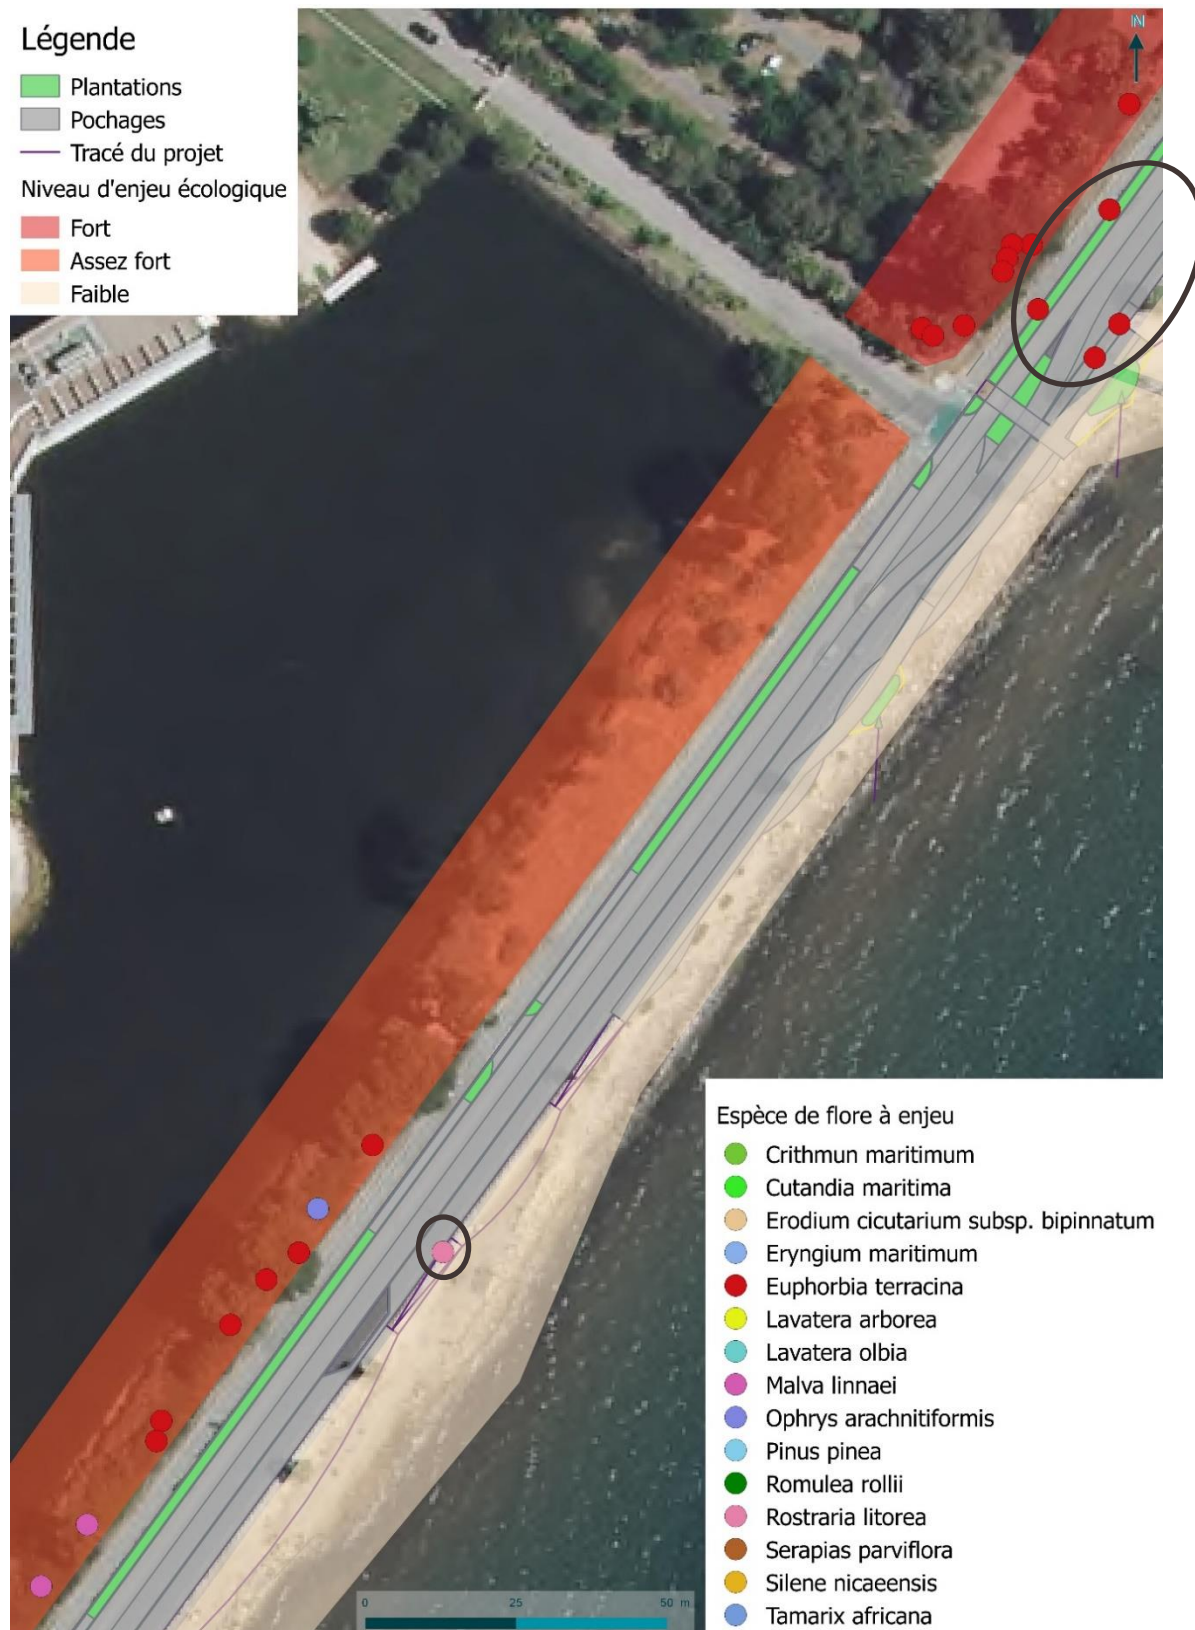 Légende
Plantations
Pochages
Tracé du projet
Niveau d'enjeu écologique
Fort
Assez fort
Faible
N
Espèce de flore à enjeu
Crithmun maritimum
Cutandia maritima
Erodium cicutarium subsp. bipinnatum
Eryngium maritimum
Euphorbia terracina
Lavatera arborea
Lavatera olbia
Malva linnaei
Ophrys arachnitiformis
Pinus pinea
Romulea rollii
Rostraria litorea
Serapias parviflora
Silene nicaeensis
Tamarix africana
0 25 50 m